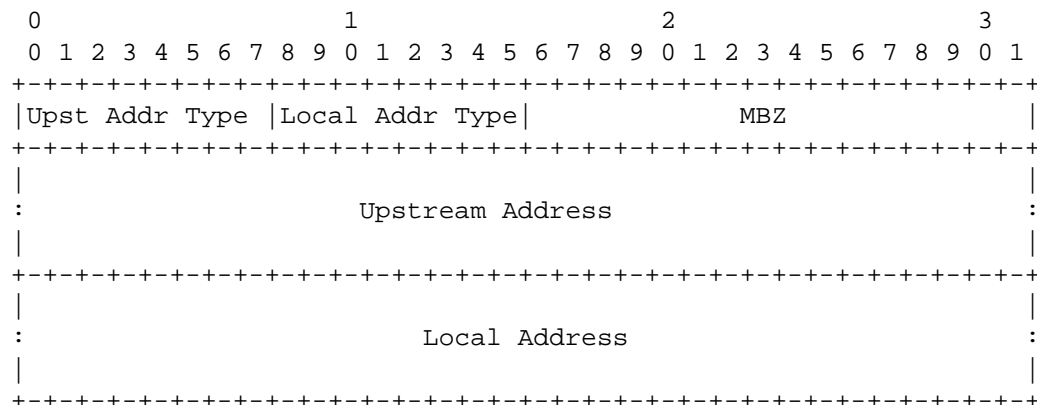 0                   1                   2                   3
 0 1 2 3 4 5 6 7 8 9 0 1 2 3 4 5 6 7 8 9 0 1 2 3 4 5 6 7 8 9 0 1
+-+-+-+-+-+-+-+-+-+-+-+-+-+-+-+-+-+-+-+-+-+-+-+-+-+-+-+-+-+-+-+-+
|Upst Addr Type |Local Addr Type|             MBZ               |
+-+-+-+-+-+-+-+-+-+-+-+-+-+-+-+-+-+-+-+-+-+-+-+-+-+-+-+-+-+-+-+-+
|                                                               |
:                     Upstream Address                          :
|                                                               |
+-+-+-+-+-+-+-+-+-+-+-+-+-+-+-+-+-+-+-+-+-+-+-+-+-+-+-+-+-+-+-+-+
|                                                               |
:                         Local Address                         :
|                                                               |
+-+-+-+-+-+-+-+-+-+-+-+-+-+-+-+-+-+-+-+-+-+-+-+-+-+-+-+-+-+-+-+-+